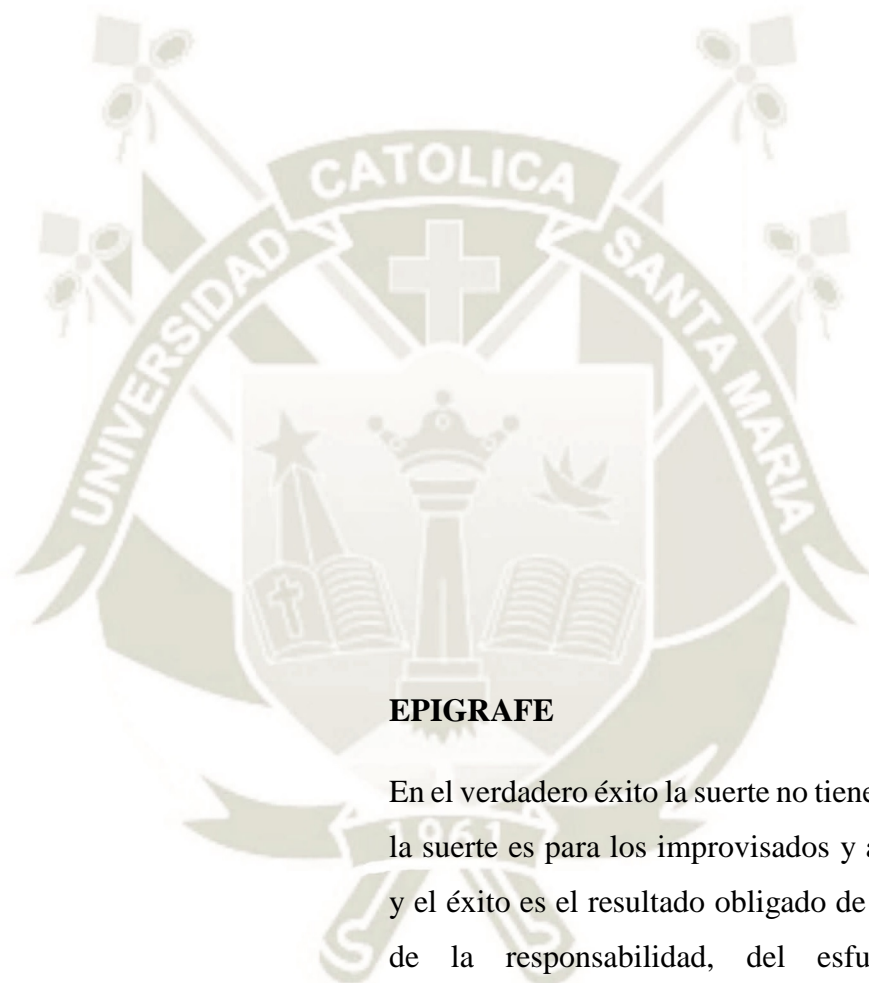 UNIVERSIDAD CATOLICA SANTA MARIA
EPIGRAFE
En el verdadero éxito la suerte no tiene
1961
la suerte es para los improvisados y
y el éxito es el resultado obligado de
de la responsabilidad, del